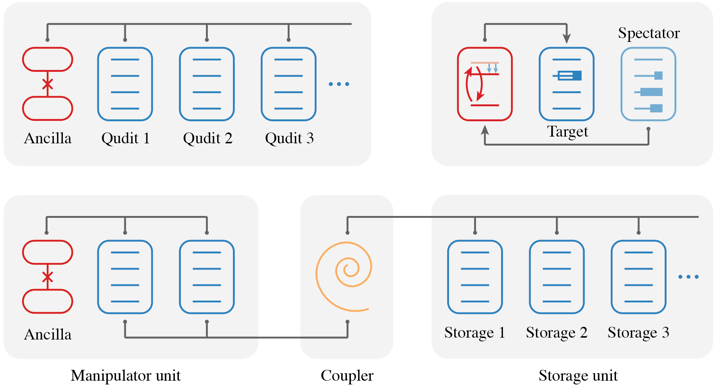 Ancilla
Qudit 1
Qudit 2
Qudit 3
Spectator
Target
Ancilla
Storage 1
Storage 2
Storage 3
Manipulator unit
Coupler
Storage unit